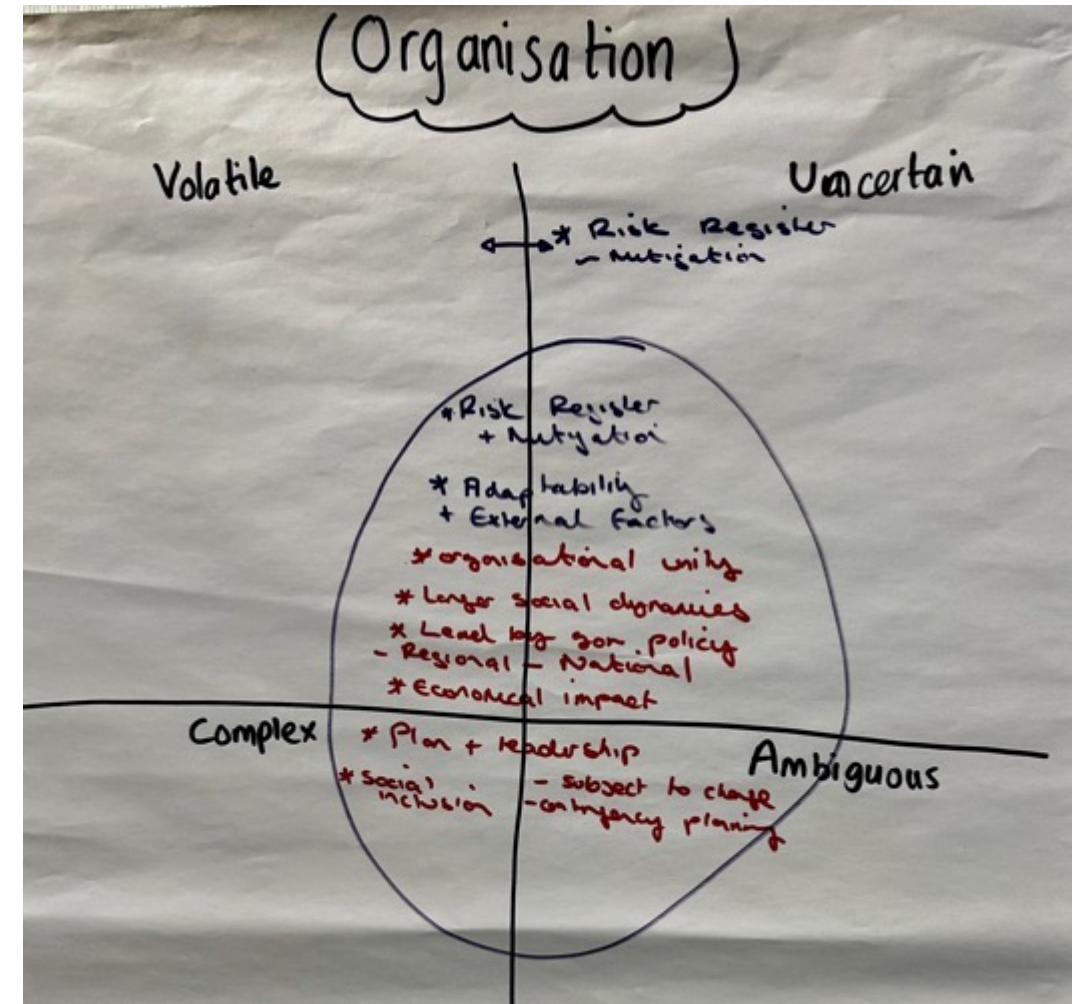 (Organisation)
Volatile
Uncertain
* Risk Register
- Mitigation
* Risk Register
+ Mitigation
* Adaptability
+ External Factors
* organisational unity
* Larger social dynamics
* Lead by gov. policy
- Regional - National
* Economical impact
Complex
* Plan + leadership
Ambiguous
* Social
inclusion
- subject to change
- contingency planning